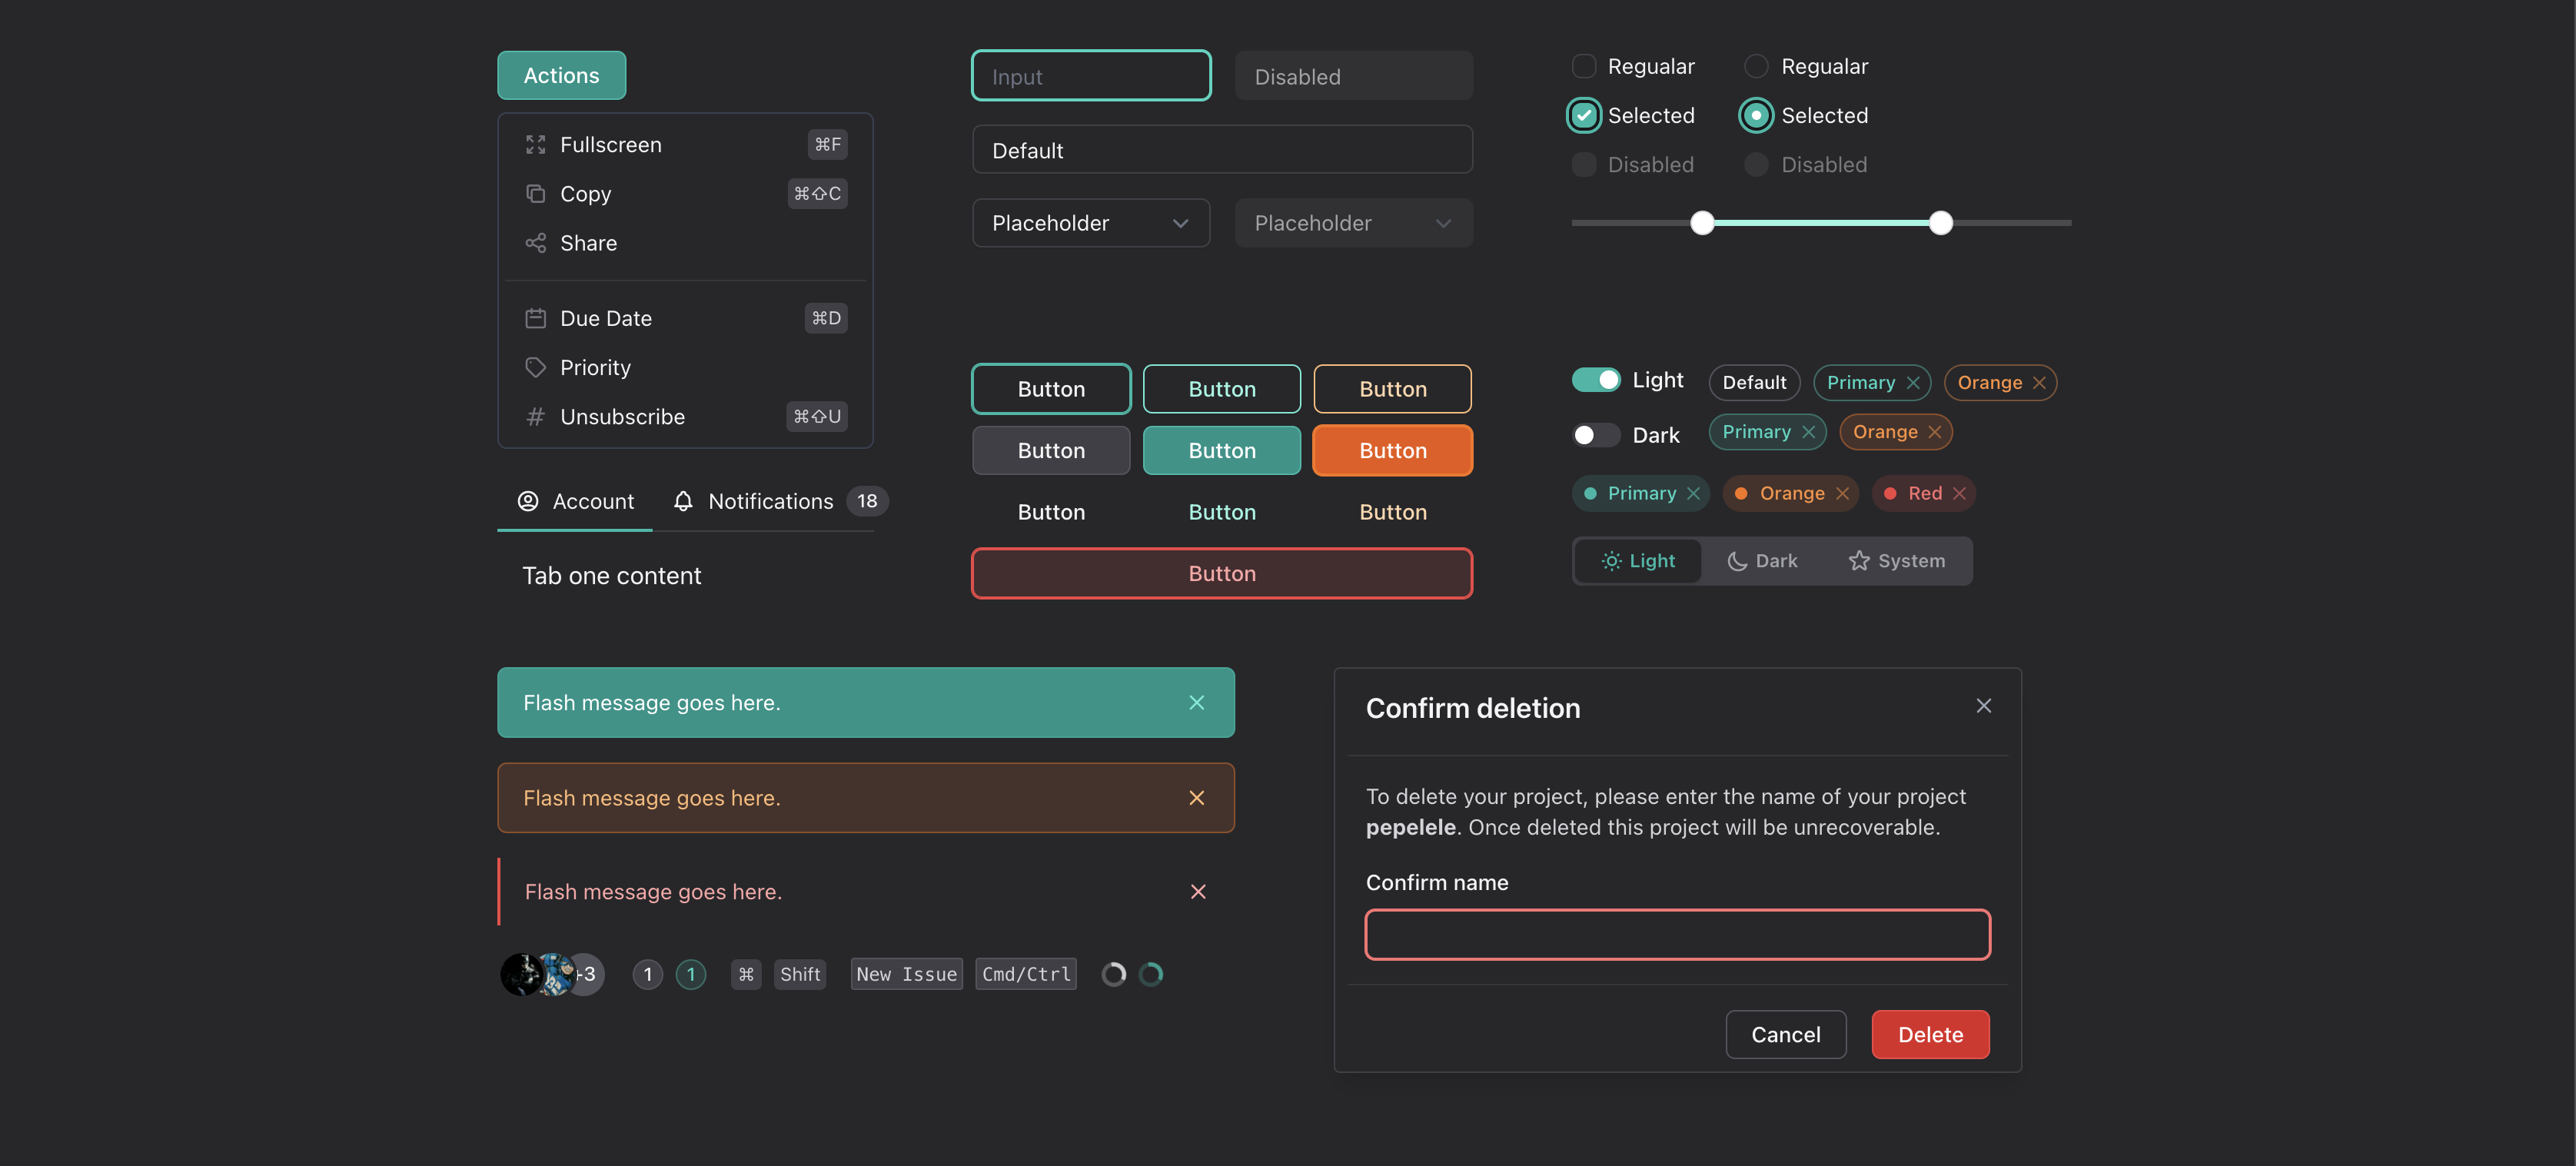 Actions
Fullscreen ⌘F
Copy ⌘⇧C
Share
Due Date ⌘D
Priority
Unsubscribe ⌘⇧U
Account Notifications 18
Tab one content
Input Disabled
Default
Placeholder Placeholder
Button Button Button
Button Button Button
Button Button Button
Button
Regualar Regualar
Selected Selected
Disabled Disabled
Light Default Primary Orange
Dark Primary Orange
Primary Orange Red
Light Dark System
Flash message goes here.
Flash message goes here.
Flash message goes here.
+3 1 1 ⌘ Shift New Issue Cmd/Ctrl
Confirm deletion
To delete your project, please enter the name of your project
pepelele. Once deleted this project will be unrecoverable.
Confirm name
Cancel Delete